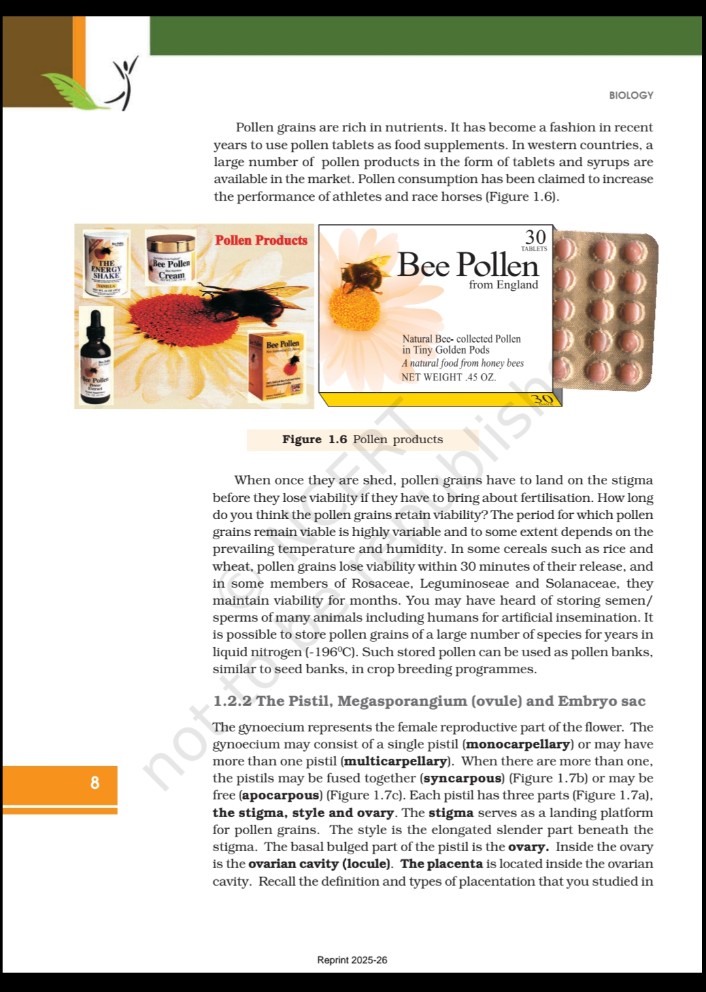 BIOLOGY
Pollen grains are rich in nutrients. It has become a fashion in recent
years to use pollen tablets as food supplements. In western countries, a
large number of pollen products in the form of tablets and syrups are
available in the market. Pollen consumption has been claimed to increase
the performance of athletes and race horses (Figure 1.6).
Pollen Products
THE
ENERGY
SHAKE
Bee Pollen
Cream
Bee Pollen
Bee Pollen
30
TABLETS
Bee Pollen
from England
Natural Bee- collected Pollen
in Tiny Golden Pods
A natural food from honey bees
NET WEIGHT .45 OZ.
30
Figure 1.6 Pollen products
When once they are shed, pollen grains have to land on the stigma
before they lose viability if they have to bring about fertilisation. How long
do you think the pollen grains retain viability? The period for which pollen
grains remain viable is highly variable and to some extent depends on the
prevailing temperature and humidity. In some cereals such as rice and
wheat, pollen grains lose viability within 30 minutes of their release, and
in some members of Rosaceae, Leguminoseae and Solanaceae, they
maintain viability for months. You may have heard of storing semen/
sperms of many animals including humans for artificial insemination. It
is possible to store pollen grains of a large number of species for years in
liquid nitrogen (-196⁰C). Such stored pollen can be used as pollen banks,
similar to seed banks, in crop breeding programmes.
1.2.2 The Pistil, Megasporangium (ovule) and Embryo sac
The gynoecium represents the female reproductive part of the flower. The
gynoecium may consist of a single pistil (monocarpellary) or may have
more than one pistil (multicarpellary). When there are more than one,
the pistils may be fused together (syncarpous) (Figure 1.7b) or may be
free (apocarpous) (Figure 1.7c). Each pistil has three parts (Figure 1.7a),
the stigma, style and ovary. The stigma serves as a landing platform
for pollen grains. The style is the elongated slender part beneath the
stigma. The basal bulged part of the pistil is the ovary. Inside the ovary
is the ovarian cavity (locule). The placenta is located inside the ovarian
cavity. Recall the definition and types of placentation that you studied in
8
© NCERT
not to be republished
Reprint 2025-26